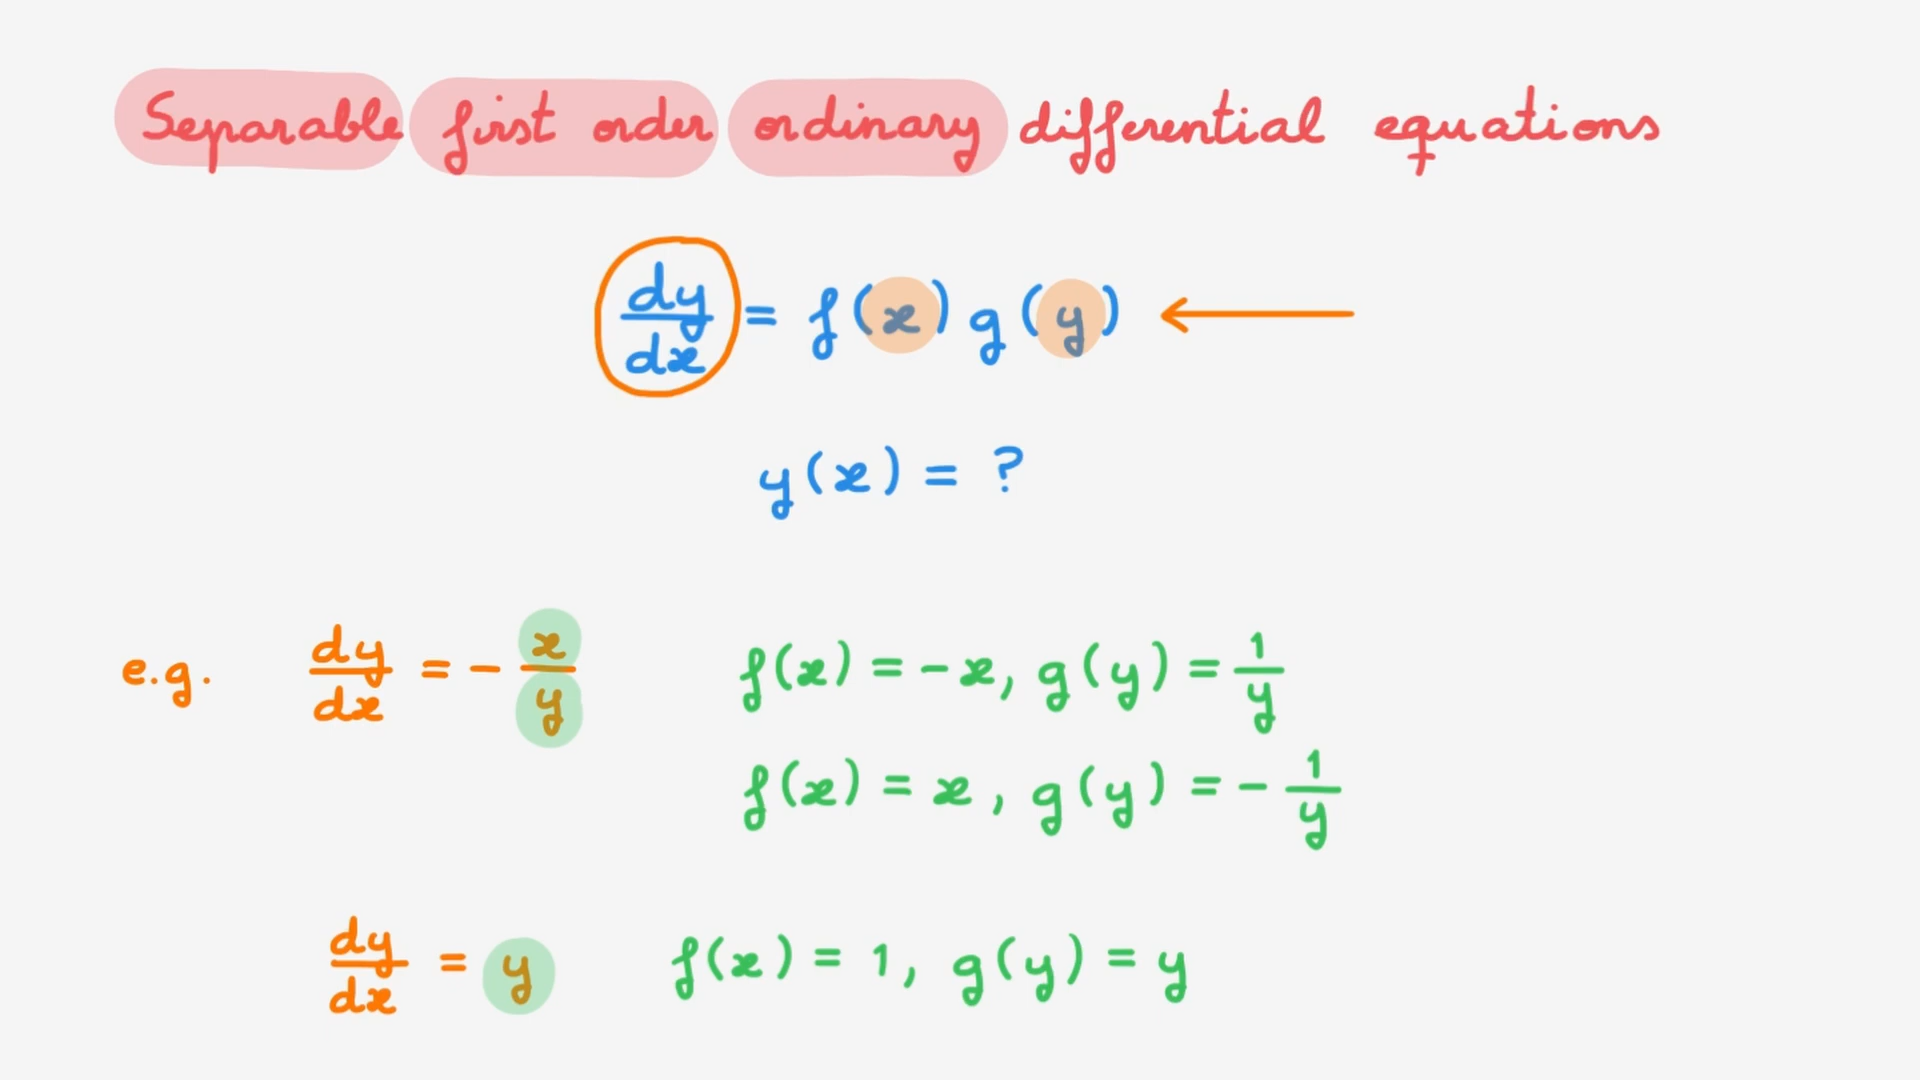 Separable first order ordinary differential equations
dy/dx = f(x) g(y)
y(x) = ?
e.g. dy/dx = - x/y f(x) = -x, g(y) = 1/y
f(x) = x, g(y) = - 1/y
dy/dx = y f(x) = 1, g(y) = y